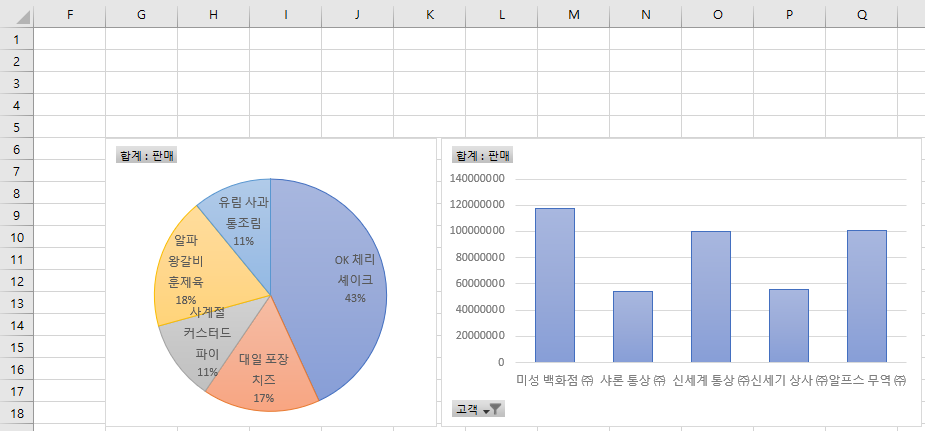 F G H I J K L M N O P Q
1
2
3
4
5
6
7
8
9
10
11
12
13
14
15
16
17
18
합계 : 판매
유림 사과
통조림
11%
알파
왕갈비
훈제육
18%
사계절
커스터드
파이
11%
OK 체리
셰이크
43%
대일 포장
치즈
17%
합계 : 판매
140000000
120000000
100000000
80000000
60000000
40000000
20000000
0
미성 백화점 ㈜ 샤론 통상 ㈜ 신세계 통상 ㈜ 신세기 상사 ㈜ 알프스 무역 ㈜
고객